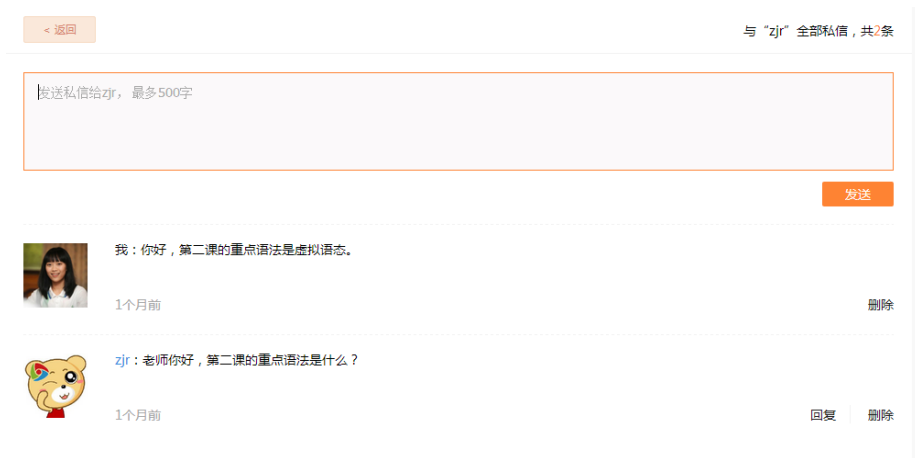 < 返回
与“zjr”全部私信，共2条
发送私信给zjr， 最多500字
发送
我：你好，第二课的重点语法是虚拟语态。
1个月前
删除
zjr：老师你好，第二课的重点语法是什么？
1个月前
回复 删除